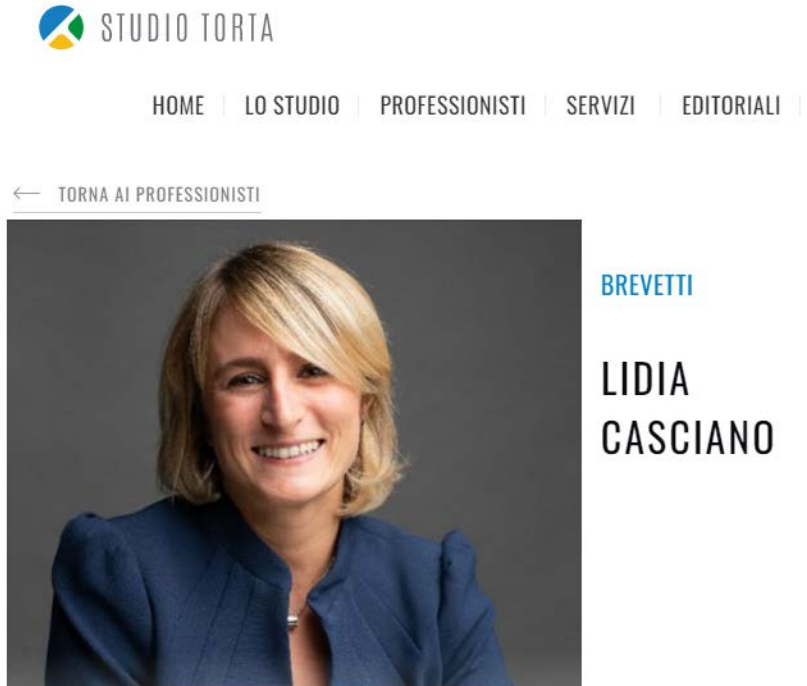 STUDIO TORTA
HOME LO STUDIO PROFESSIONISTI SERVIZI EDITORIALI
TORNA AI PROFESSIONISTI
BREVETTI
LIDIA
CASCIANO